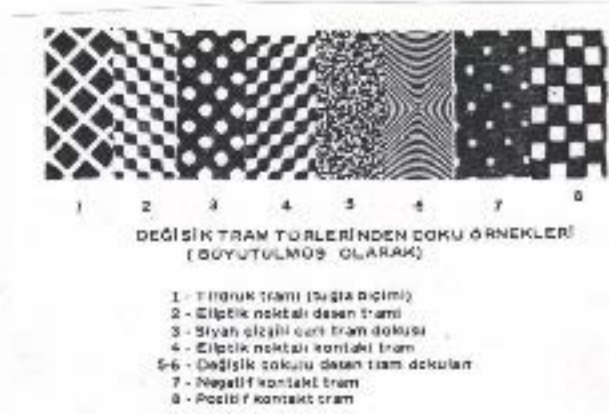 1 2 3 4 5 6 7 8
DEĞİŞİK TRAM TÜRLERİNDEN DOKU ÖRNEKLERİ
(BÜYÜTÜLMÜŞ OLARAK)
1 - Tifdruk tramı (tuğla biçimi)
2 - Eliptik noktalı desen tramı
3 - Siyah çizgili cam tram dokusu
4 - Eliptik noktalı kontakt tram
5-6 - Değişik dokulu desen tram dokuları
7 - Negatif kontakt tram
8 - Positif kontakt tram